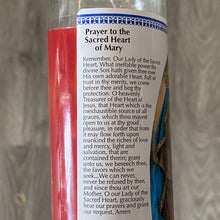 Prayer to the
Sacred Heart
of Mary
Remember, Our Lady of the Sacred
Heart, What ineffable power thy
divine Son hath given thee over
His own adorable Heart. Full of
trust in thy merits, we come
before thee and beg thy
protection, O heavenly
Treasurer of the Heart of
Jesus, that Heart which is
the inexhaustible source of all
graces, which thou mayest
open to us at thy good
pleasure, in order that from
it may flow forth upon
mankind the riches of love
and mercy, light and
salvation, that are
contained therin; grant
unto us, we beseech thee,
the favors which we
seek...We can never,
never be refused by thee,
and since thou art our
Mother, O our Lady of the
Sacred Heart, graciously
hear our prayers and grant
our request. Amen